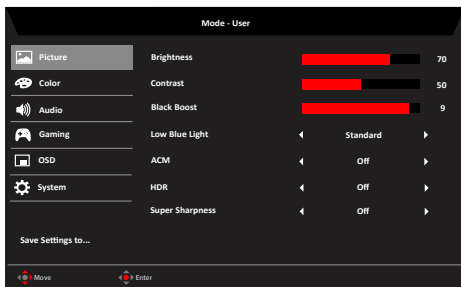 Mode - User
Picture
Brightness 70
Color
Contrast 50
Audio
Black Boost 9
Gaming
Low Blue Light Standard
OSD
ACM Off
System
HDR Off
Super Sharpness Off
Save Settings to...
Move Enter